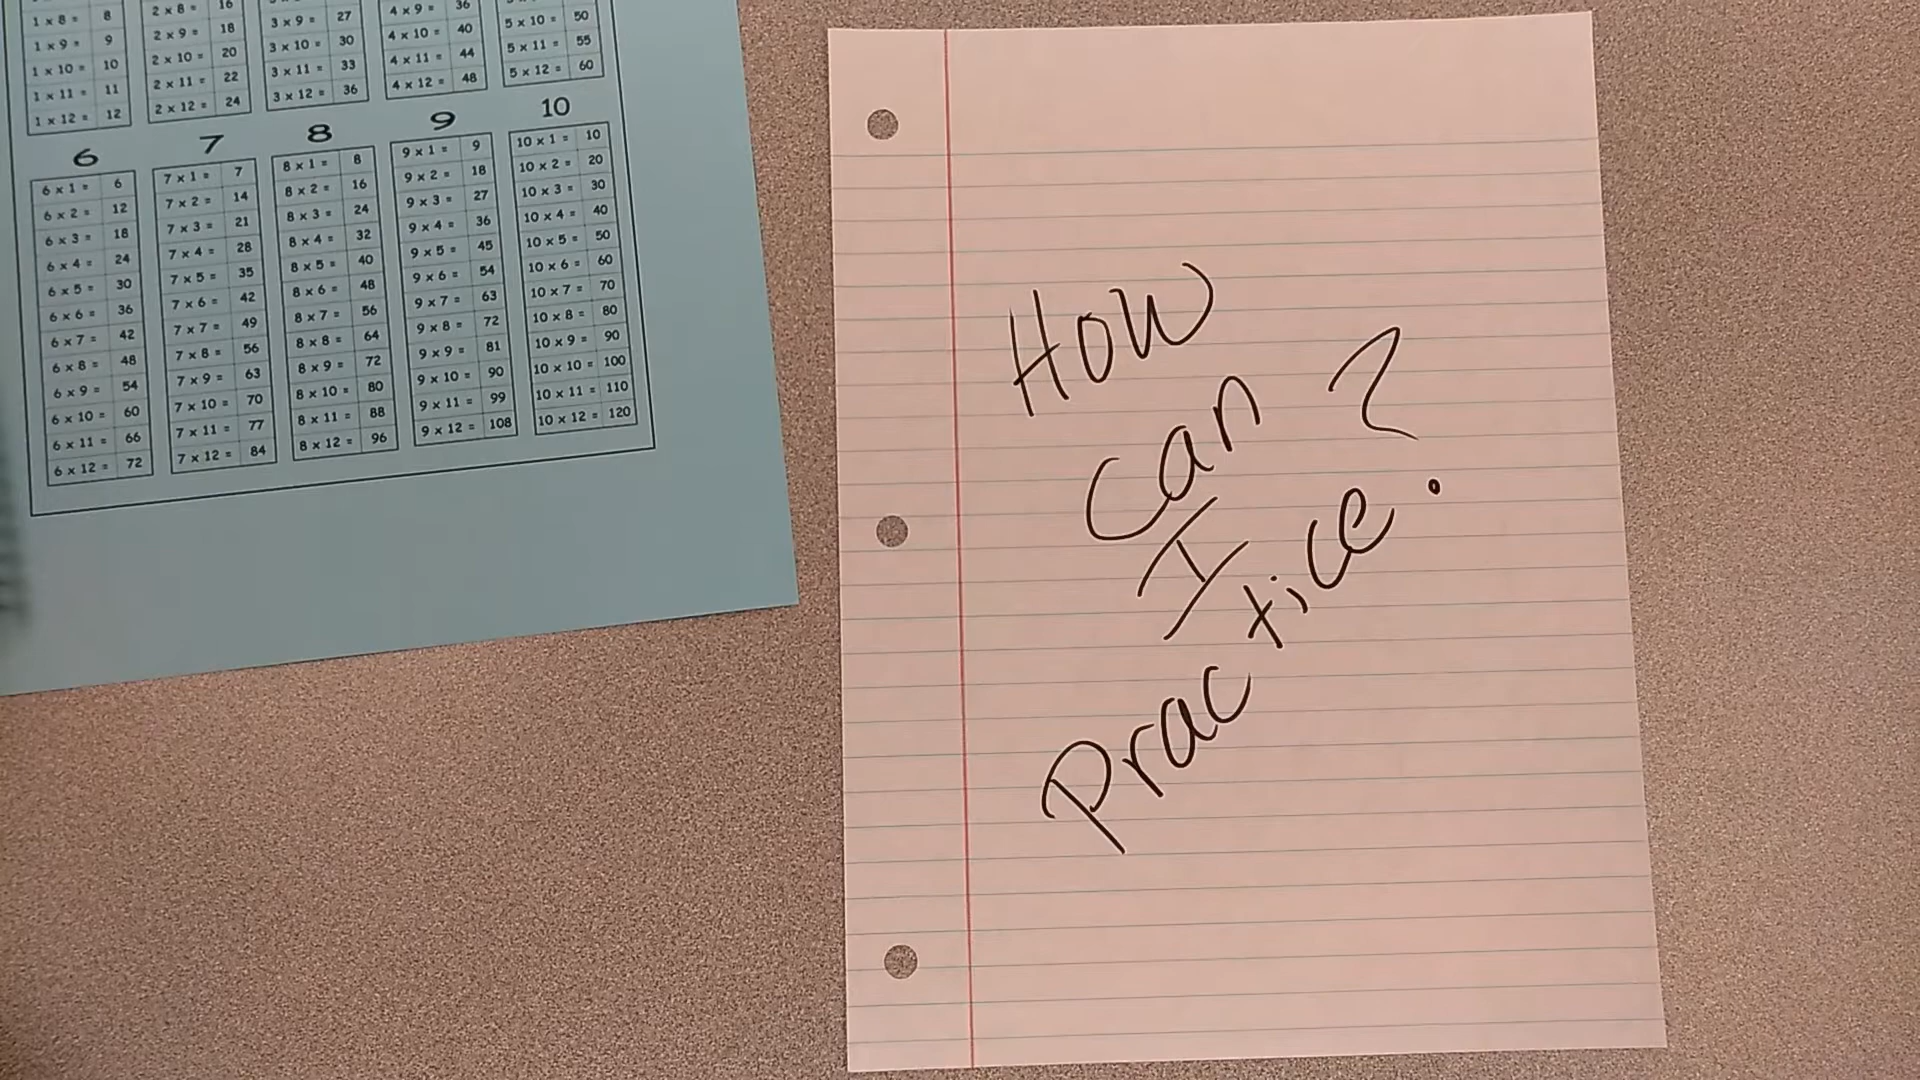 1 x 8 = 8
1 x 9 = 9
1 x 10 = 10
1 x 11 = 11
1 x 12 = 12
2 x 8 = 16
2 x 9 = 18
2 x 10 = 20
2 x 11 = 22
2 x 12 = 24
3 x 9 = 27
3 x 10 = 30
3 x 11 = 33
3 x 12 = 36
4 x 9 = 36
4 x 10 = 40
4 x 11 = 44
4 x 12 = 48
5 x 10 = 50
5 x 11 = 55
5 x 12 = 60
6
6 x 1 = 6
6 x 2 = 12
6 x 3 = 18
6 x 4 = 24
6 x 5 = 30
6 x 6 = 36
6 x 7 = 42
6 x 8 = 48
6 x 9 = 54
6 x 10 = 60
6 x 11 = 66
6 x 12 = 72
7
7 x 1 = 7
7 x 2 = 14
7 x 3 = 21
7 x 4 = 28
7 x 5 = 35
7 x 6 = 42
7 x 7 = 49
7 x 8 = 56
7 x 9 = 63
7 x 10 = 70
7 x 11 = 77
7 x 12 = 84
8
8 x 1 = 8
8 x 2 = 16
8 x 3 = 24
8 x 4 = 32
8 x 5 = 40
8 x 6 = 48
8 x 7 = 56
8 x 8 = 64
8 x 9 = 72
8 x 10 = 80
8 x 11 = 88
8 x 12 = 96
9
9 x 1 = 9
9 x 2 = 18
9 x 3 = 27
9 x 4 = 36
9 x 5 = 45
9 x 6 = 54
9 x 7 = 63
9 x 8 = 72
9 x 9 = 81
9 x 10 = 90
9 x 11 = 99
9 x 12 = 108
10
10 x 1 = 10
10 x 2 = 20
10 x 3 = 30
10 x 4 = 40
10 x 5 = 50
10 x 6 = 60
10 x 7 = 70
10 x 8 = 80
10 x 9 = 90
10 x 10 = 100
10 x 11 = 110
10 x 12 = 120
How
Can
I
Practice?